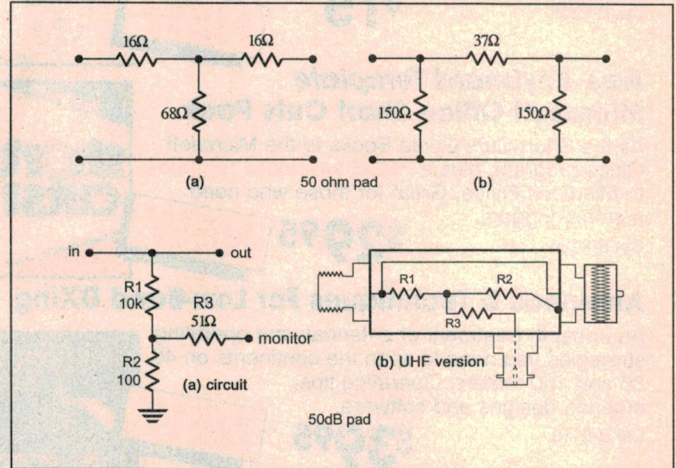 16Ω 16Ω 37Ω
68Ω 150Ω 150Ω
(a) 50 ohm pad (b)
in out
R1
10k
R3
51Ω
monitor
R2
100
(a) circuit
R1 R2
R3
(b) UHF version
50dB pad